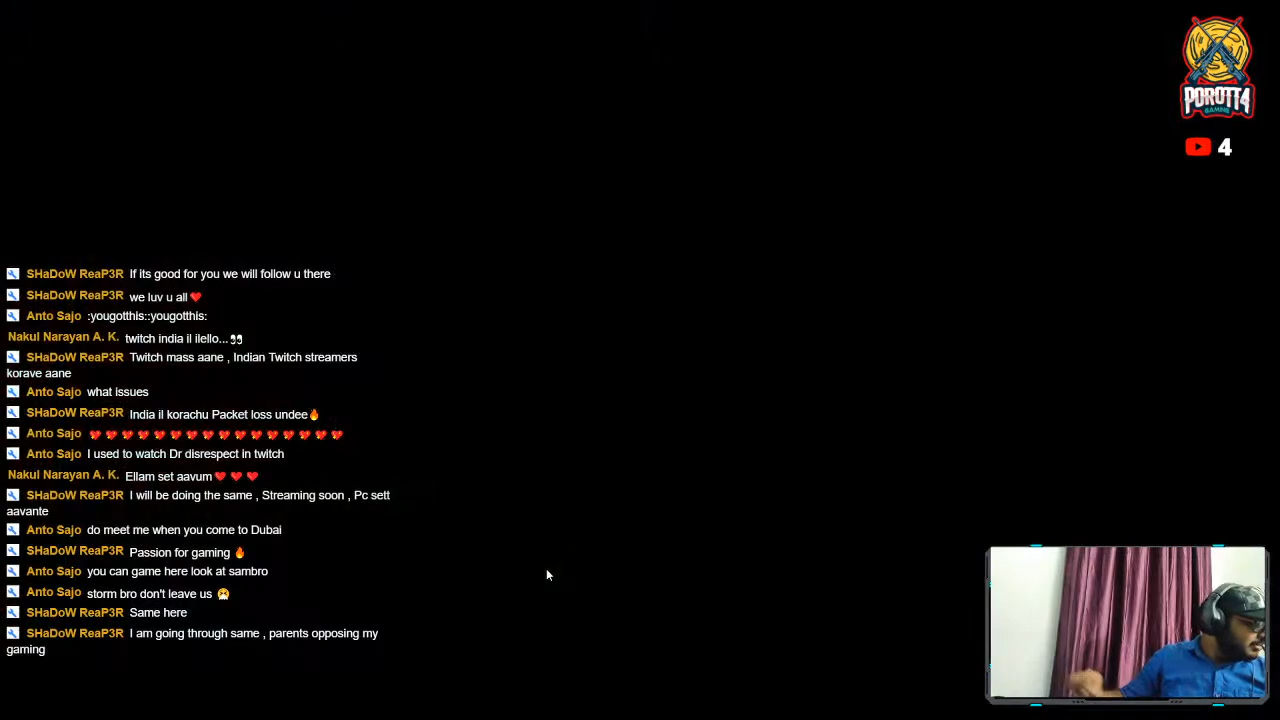 POROTT4
GAMING
4
SHaDoW ReaP3R If its good for you we will follow u there
SHaDoW ReaP3R we luv u all❤️
Anto Sajo :yougotthis::yougotthis:
Nakul Narayan A. K. twitch india il ilello...👀
SHaDoW ReaP3R Twitch mass aane , Indian Twitch streamers
korave aane
Anto Sajo what issues
SHaDoW ReaP3R India il korachu Packet loss undee🔥
Anto Sajo 💖💖💖💖💖💖💖💖💖💖💖💖💖💖💖💖
Anto Sajo I used to watch Dr disrespect in twitch
Nakul Narayan A. K. Ellam set aavum❤️❤️❤️
SHaDoW ReaP3R I will be doing the same , Streaming soon , Pc sett
aavante
Anto Sajo do meet me when you come to Dubai
SHaDoW ReaP3R Passion for gaming 🔥
Anto Sajo you can game here look at sambro
Anto Sajo storm bro don't leave us 😷
SHaDoW ReaP3R Same here
SHaDoW ReaP3R I am going through same , parents opposing my
gaming